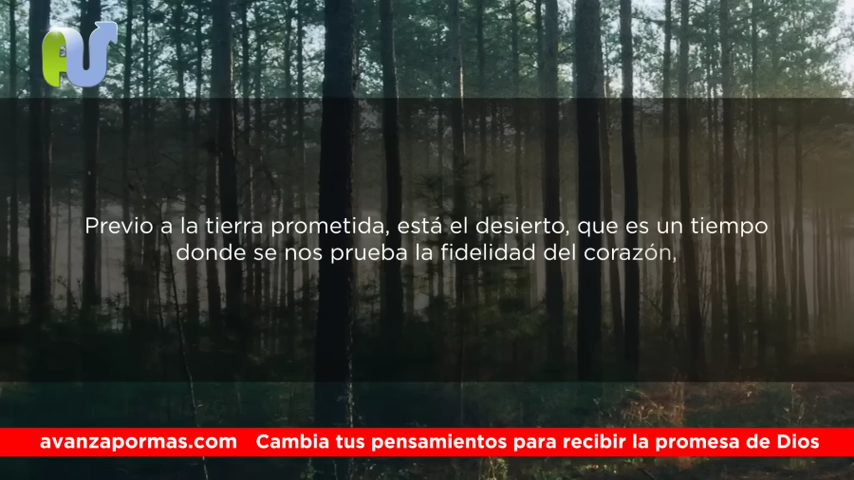 Previo a la tierra prometida, está el desierto, que es un tiempo
donde se nos prueba la fidelidad del corazón,
avanzapormas.com Cambia tus pensamientos para recibir la promesa de Dios